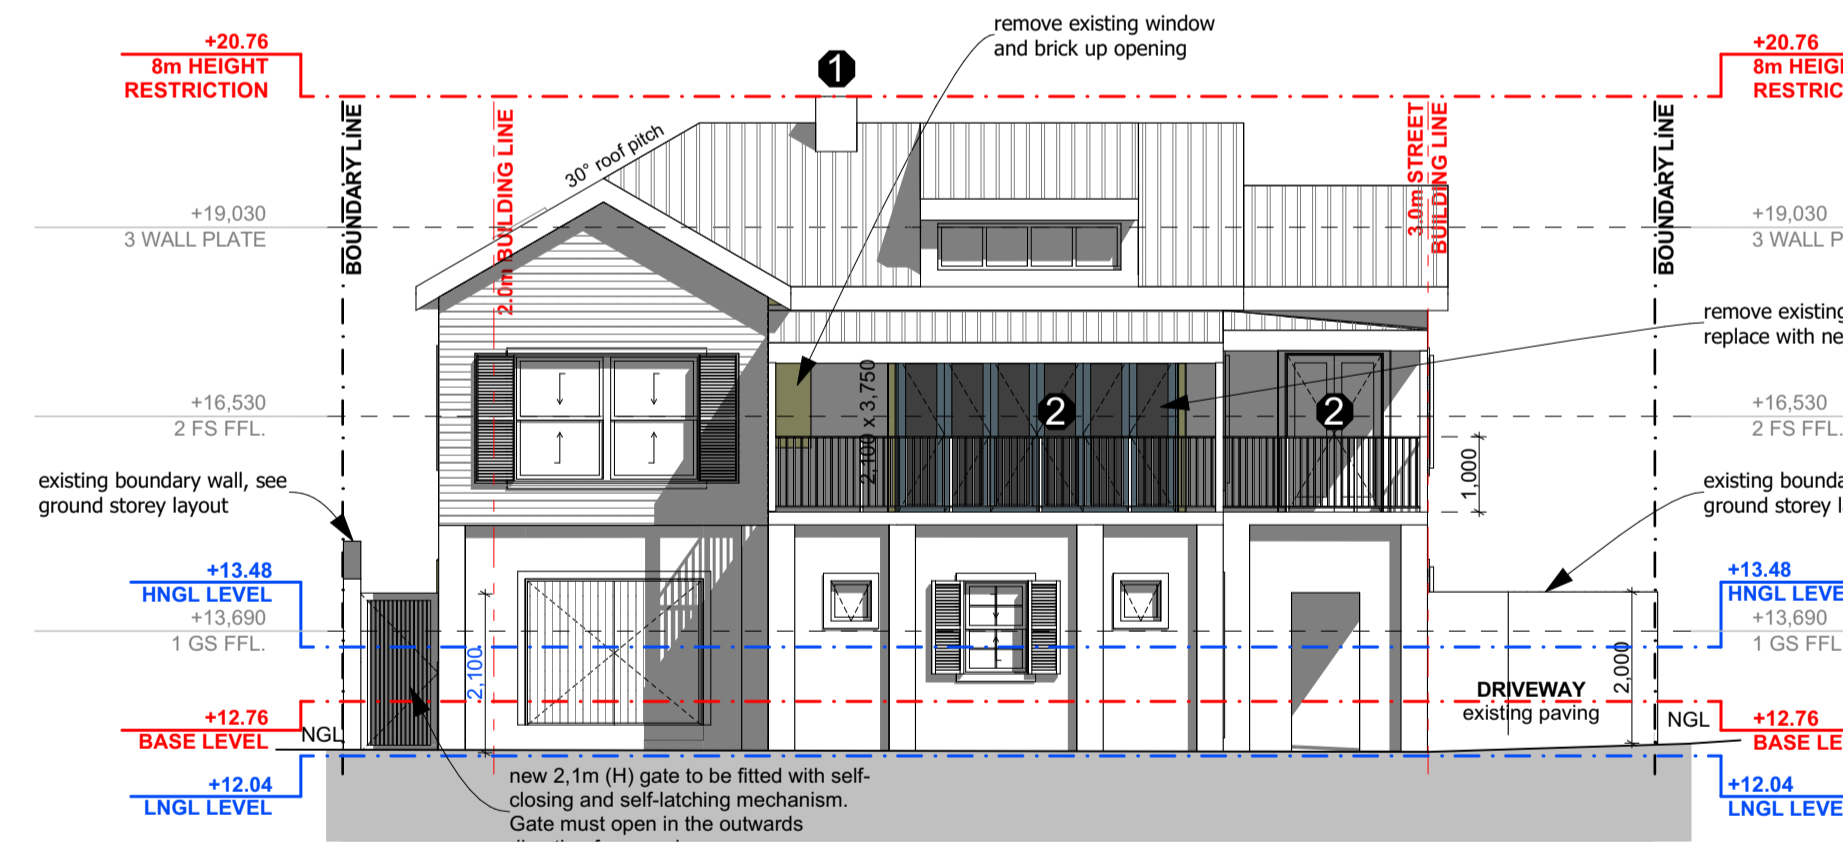 remove existing window
and brick up opening
+20.76
8m HEIGHT
RESTRICTION
+20.76
8m HEIG
RESTRIC
1
BOUNDARY LINE
2.0m BUILDING LINE
30° roof pitch
3.0m STREET
BUILDING LINE
BOUNDARY LINE
+19,030
3 WALL PLATE
+19,030
3 WALL P
remove existing
replace with ne
2,100 x 3,750
+16,530
2 FS FFL.
2
2
+16,530
2 FS FFL.
1,000
existing boundary wall, see
ground storey layout
existing bounda
ground storey l
+13.48
HNGL LEVEL
+13,690
1 GS FFL.
+13.48
HNGL LEVE
+13,690
1 GS FFL
2,100
2,000
DRIVEWAY
existing paving
+12.76
BASE LEVEL
NGL
NGL
+12.76
BASE LE
+12.04
LNGL LEVEL
new 2,1m (H) gate to be fitted with self-
closing and self-latching mechanism.
Gate must open in the outwards
+12.04
LNGL LEVE